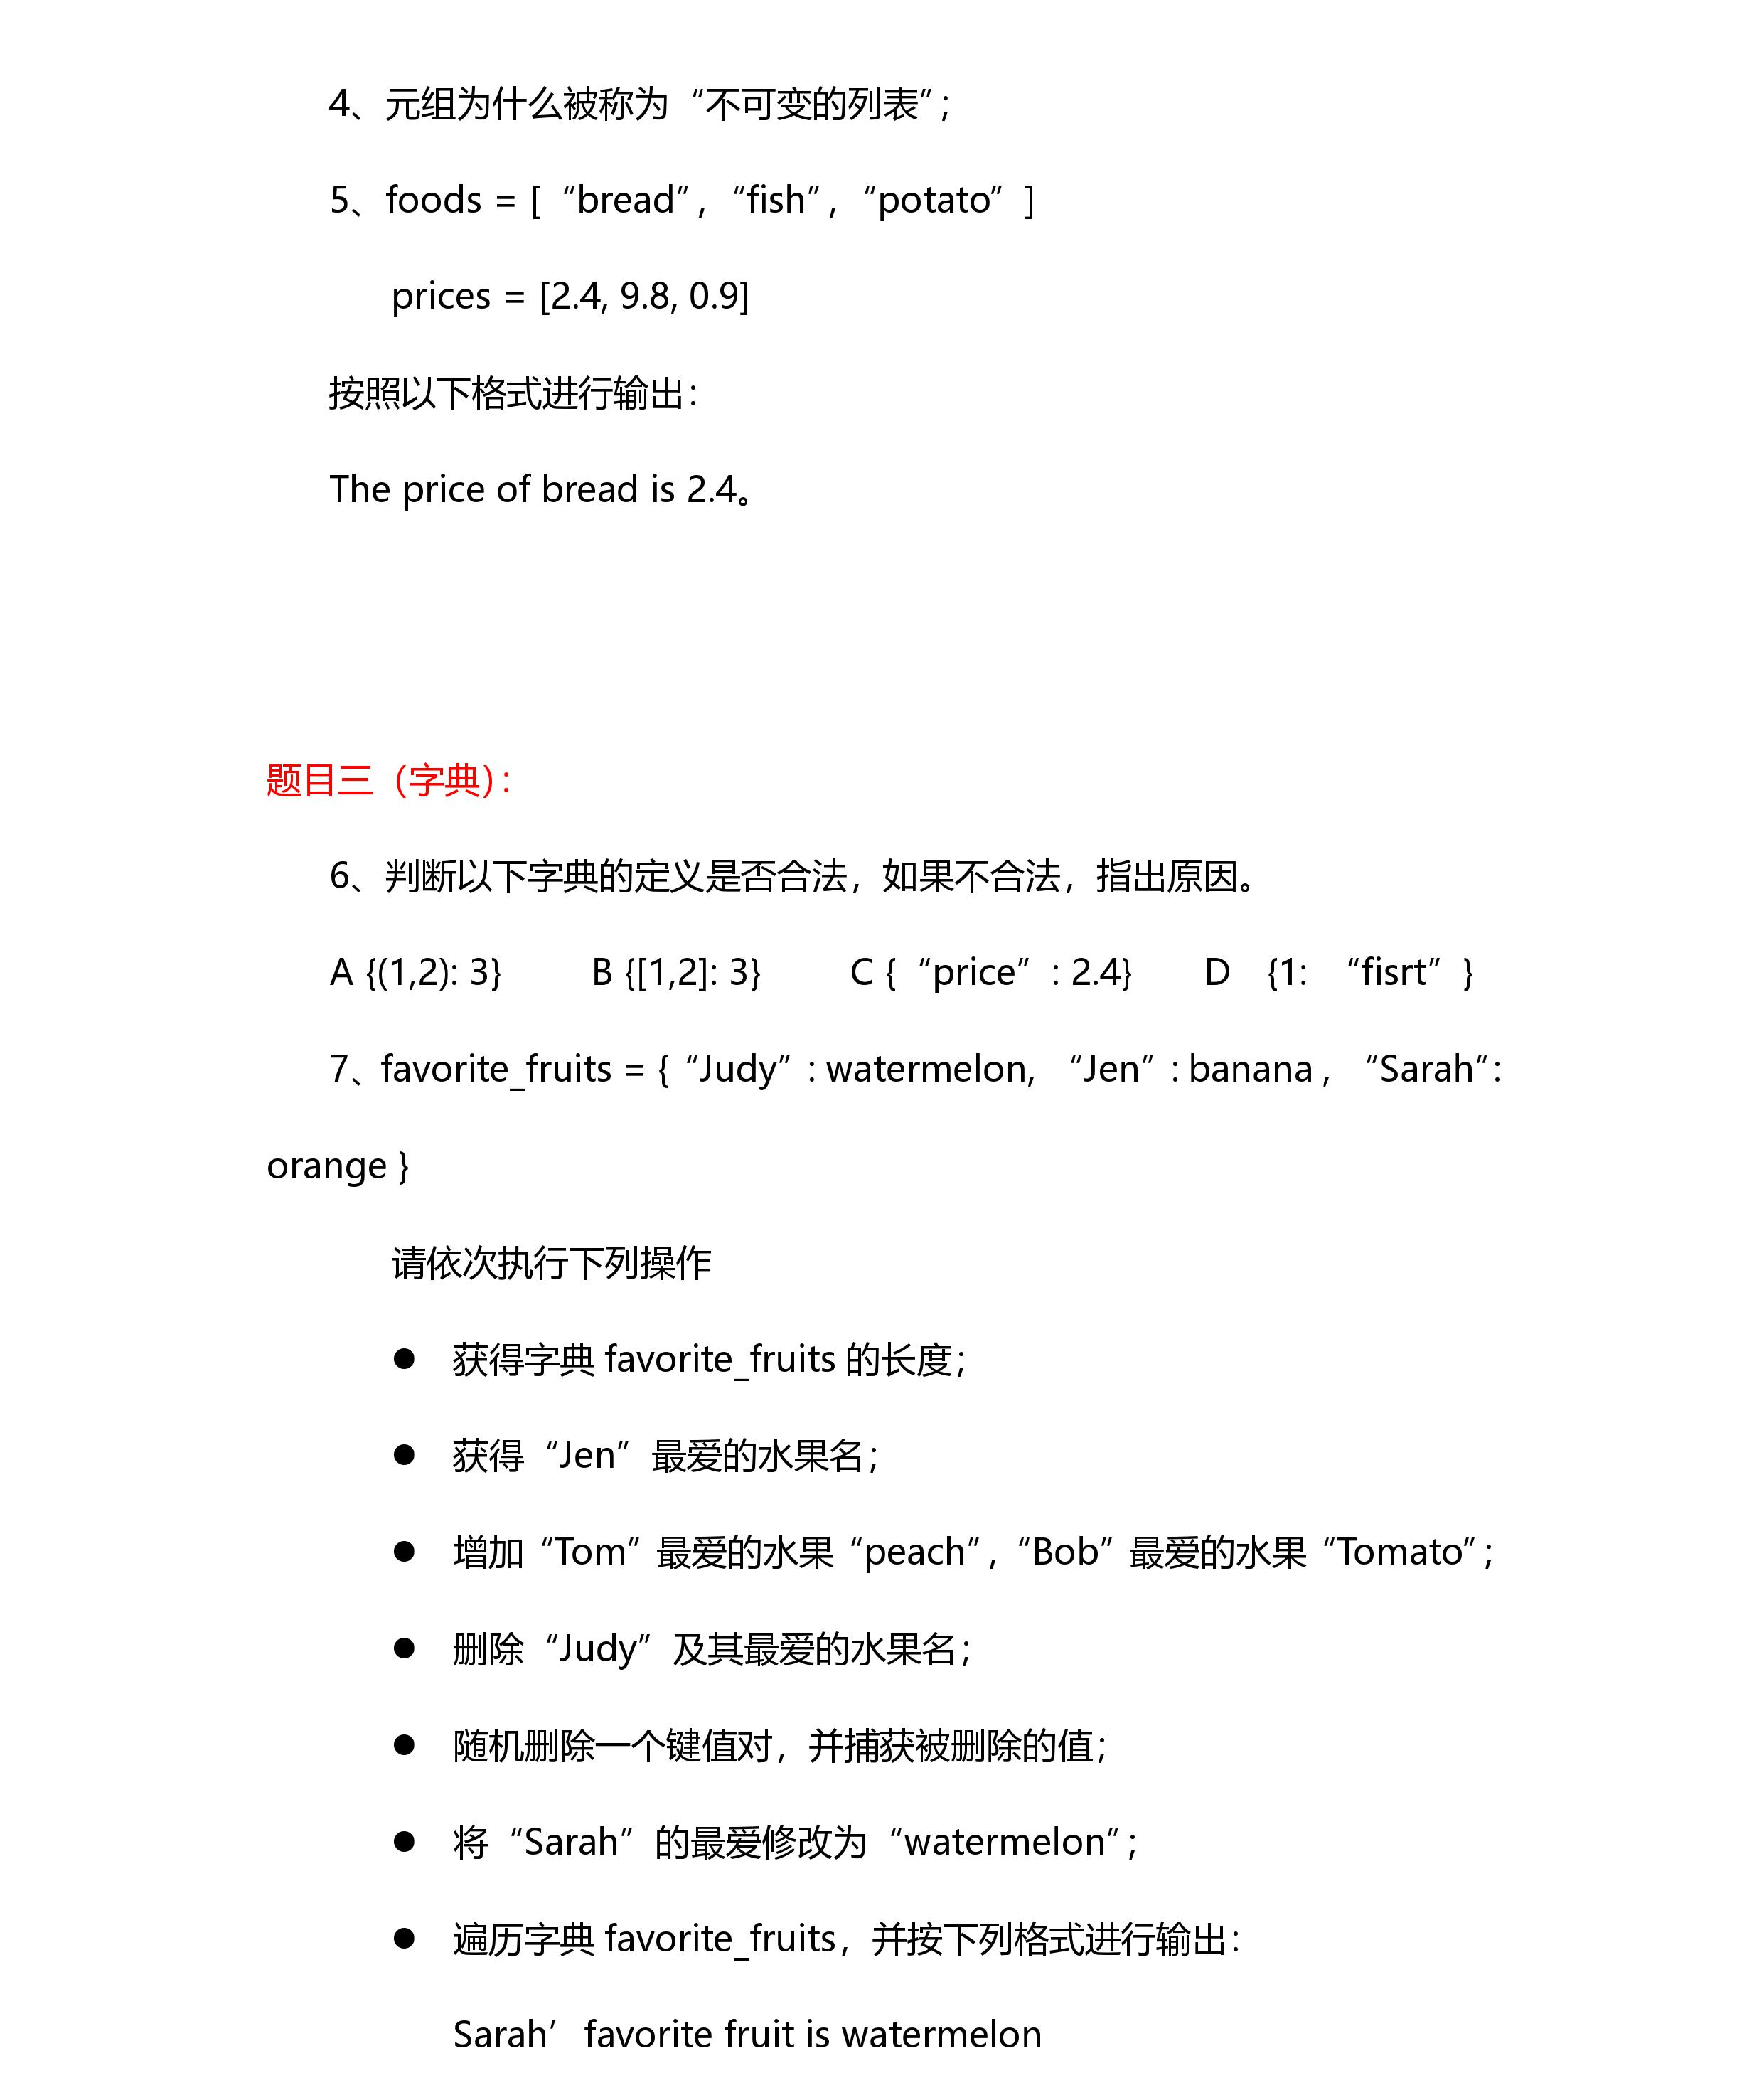 4、元组为什么被称为“不可变的列表”；
5、foods = [“bread”,“fish”,“potato”]
prices = [2.4, 9.8, 0.9]
按照以下格式进行输出：
The price of bread is 2.4。
题目三（字典）：
6、判断以下字典的定义是否合法，如果不合法，指出原因。
A {(1,2): 3} B {[1,2]: 3} C {“price”: 2.4} D {1: “fisrt”}
7、favorite_fruits = {“Judy”: watermelon, “Jen”: banana , “Sarah”:
orange }
请依次执行下列操作
● 获得字典 favorite_fruits 的长度；
● 获得“Jen”最爱的水果名；
● 增加“Tom”最爱的水果“peach”,“Bob”最爱的水果“Tomato”；
● 删除“Judy”及其最爱的水果名；
● 随机删除一个键值对，并捕获被删除的值；
● 将“Sarah”的最爱修改为“watermelon”；
● 遍历字典 favorite_fruits，并按下列格式进行输出：
Sarah’ favorite fruit is watermelon